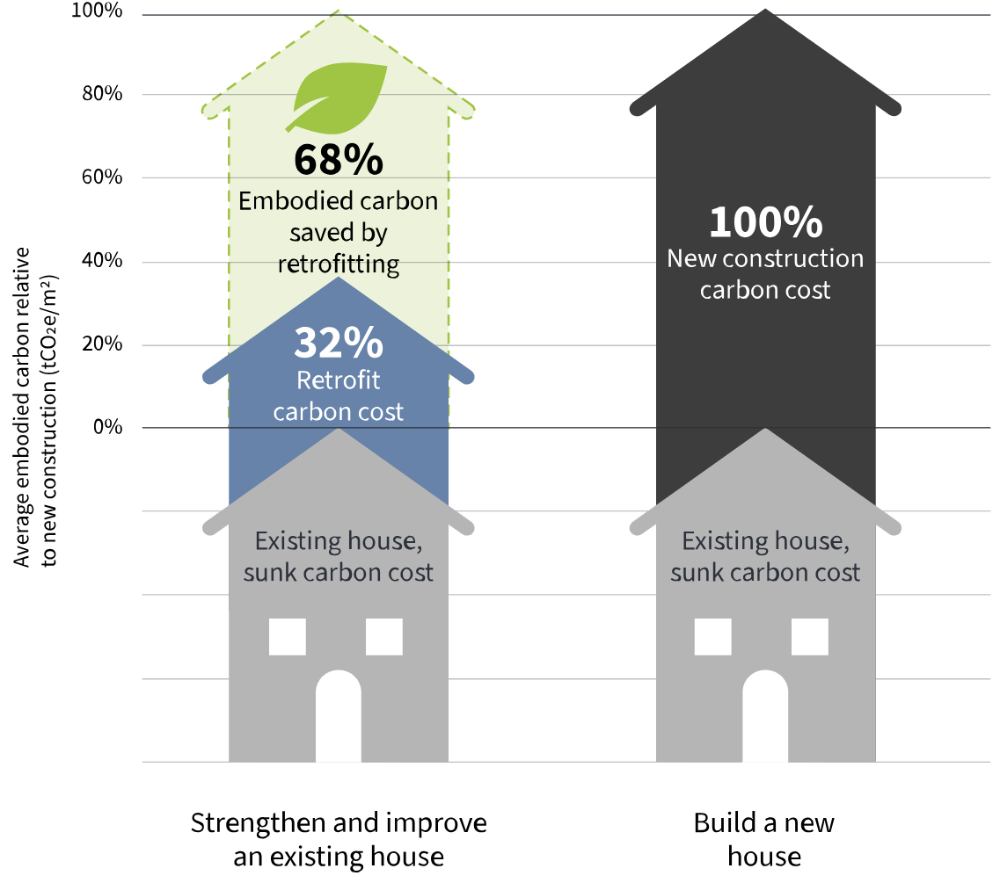 100%
80%
60%
40%
20%
0%
Average embodied carbon relative
to new construction (tCO₂e/m²)
68%
Embodied carbon
saved by
retrofitting
32%
Retrofit
carbon cost
Existing house,
sunk carbon cost
100%
New construction
carbon cost
Existing house,
sunk carbon cost
Strengthen and improve
an existing house
Build a new
house